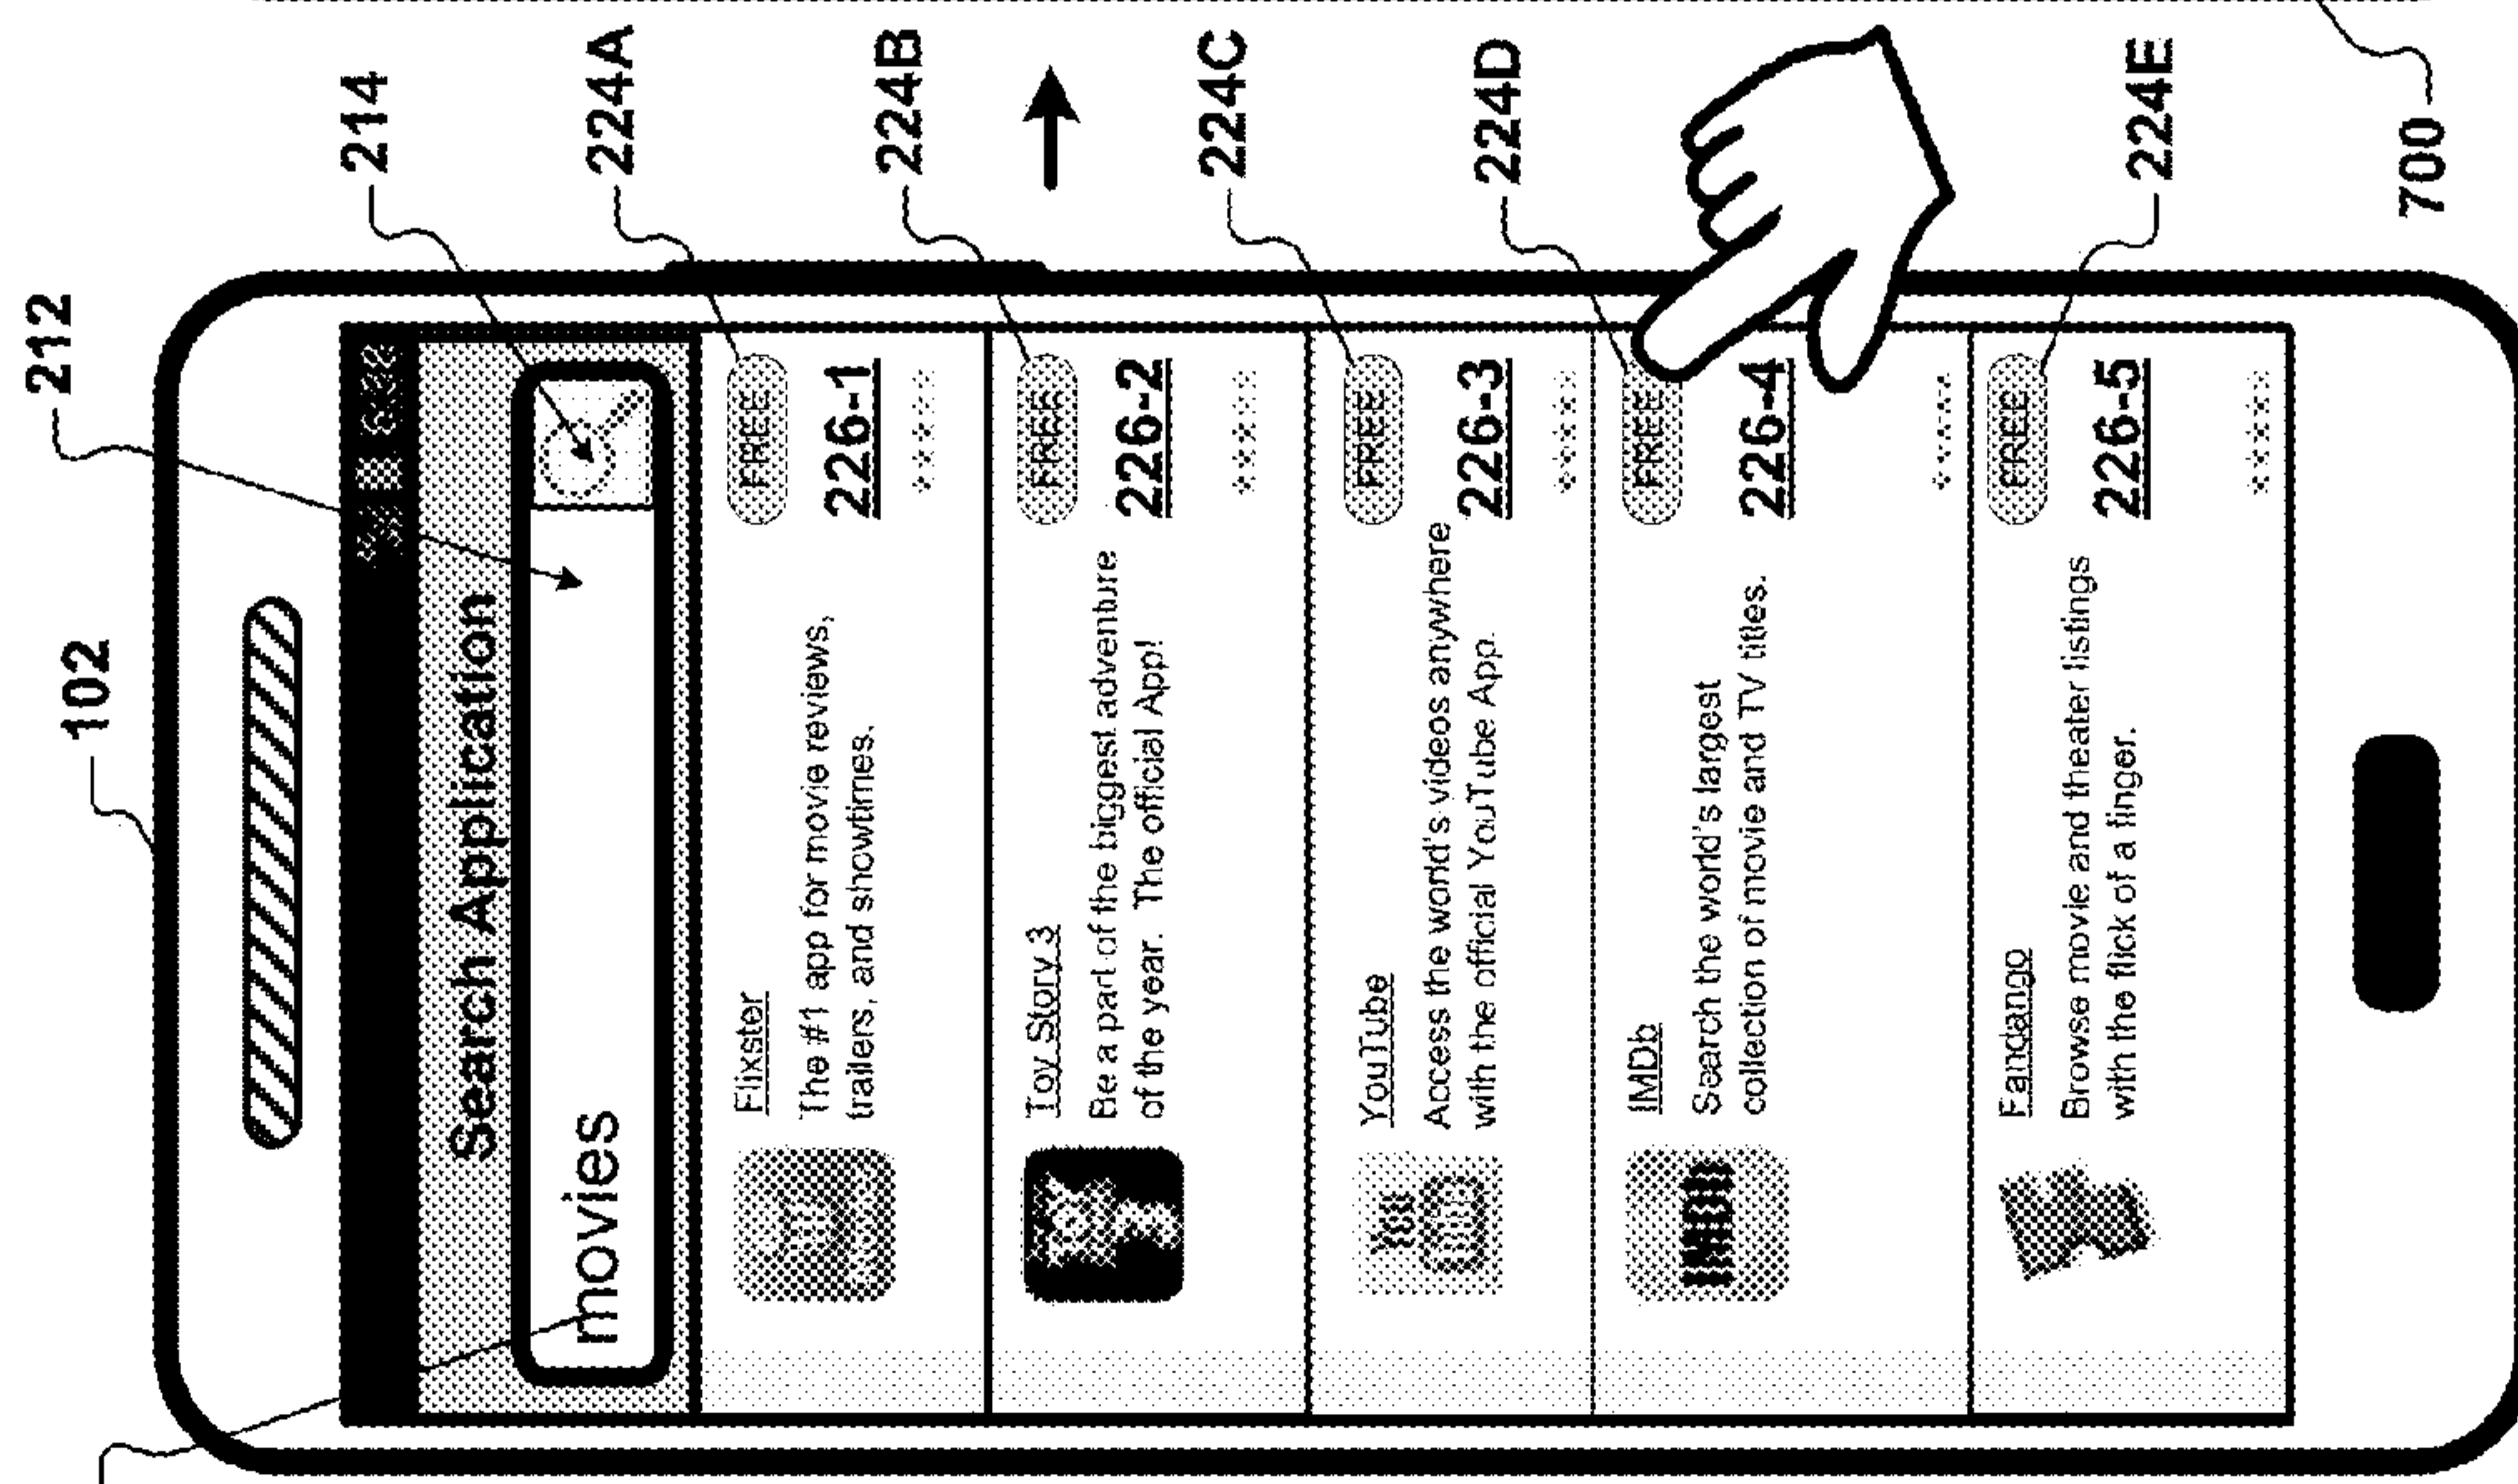 102
212
214
Search Application
movies
224A
Flixster
FREE
The #1 app for movie reviews,
trailers, and showtimes.
226-1
224B
Toy Story 3
FREE
Be a part of the biggest adventure
of the year. The official App!
226-2
224C
YouTube
FREE
Access the world's videos anywhere
with the official YouTube App.
226-3
You
224D
IMDb
FREE
Search the world's largest
collection of movie and TV titles.
226-4
224E
Fandango
FREE
Browse movie and theater listings
with the flick of a finger.
226-5
700